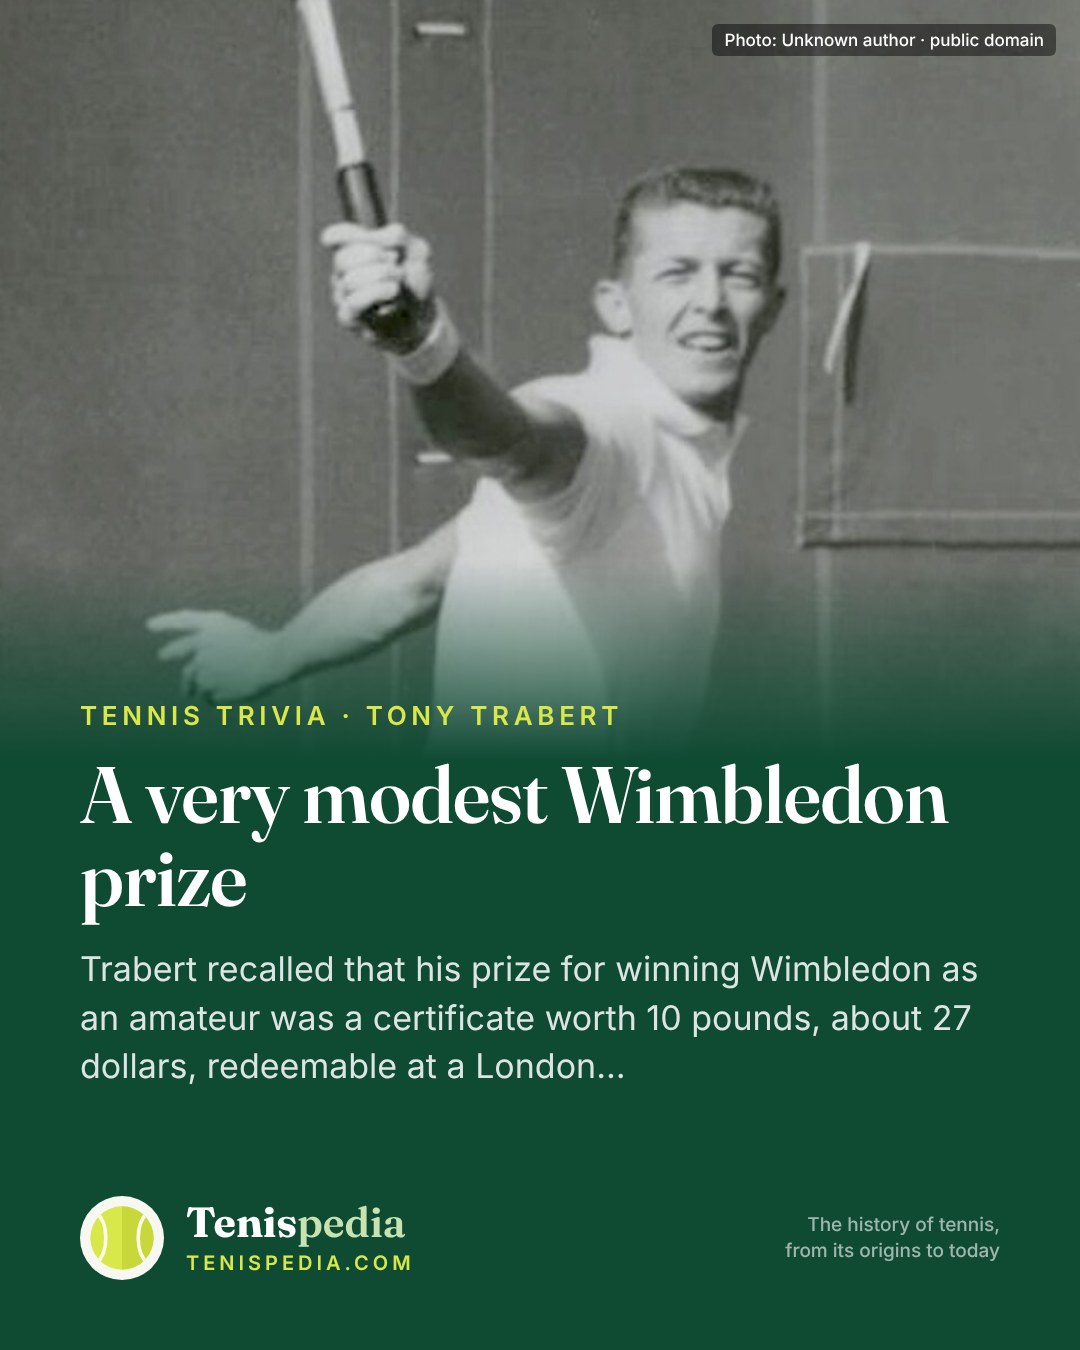 Photo: Unknown author · public domain
TENNIS TRIVIA · TONY TRABERT
A very modest Wimbledon
prize
Trabert recalled that his prize for winning Wimbledon as
an amateur was a certificate worth 10 pounds, about 27
dollars, redeemable at a London...
Tenispedia
TENISPEDIA.COM
The history of tennis,
from its origins to today